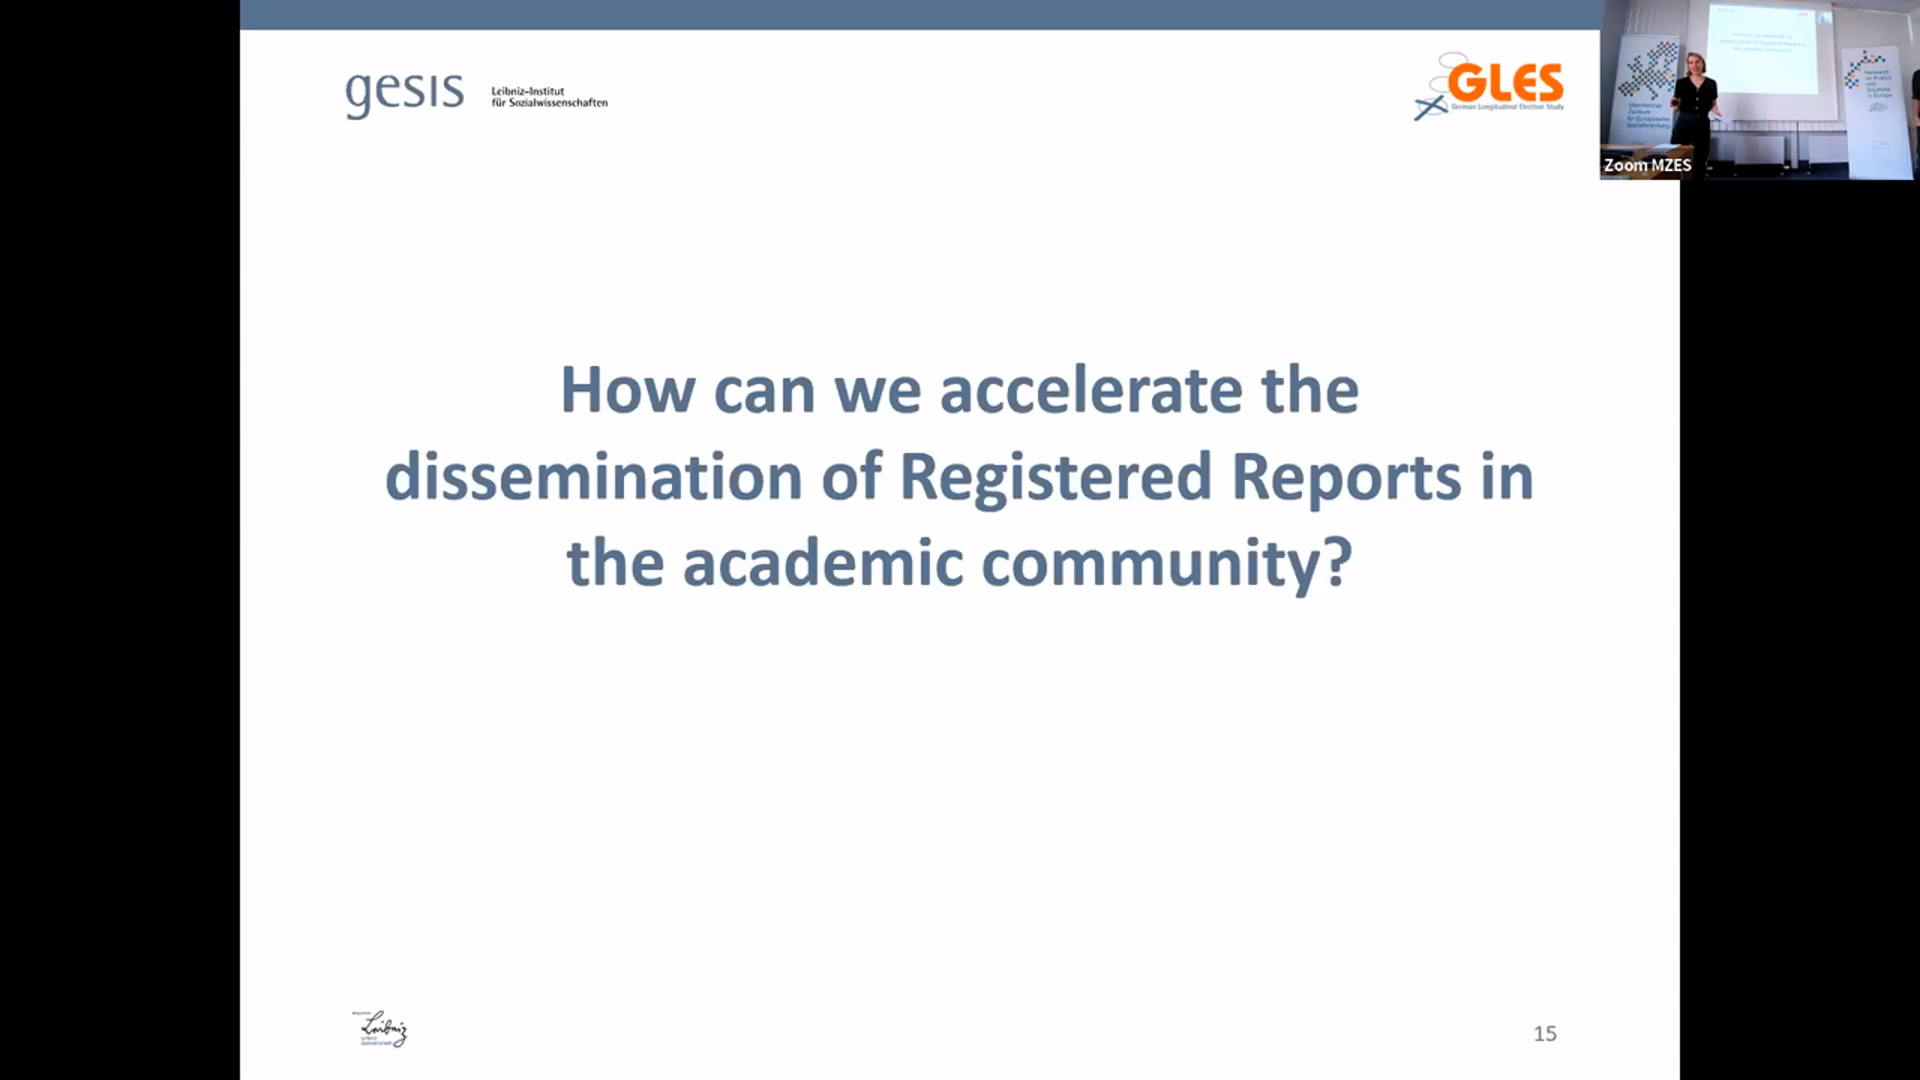 gesis
Leibniz-Institut
für Sozialwissenschaften
GLES
German Longitudinal Election Study
Zoom MZES
How can we accelerate the
dissemination of Registered Reports in
the academic community?
Leibniz
15